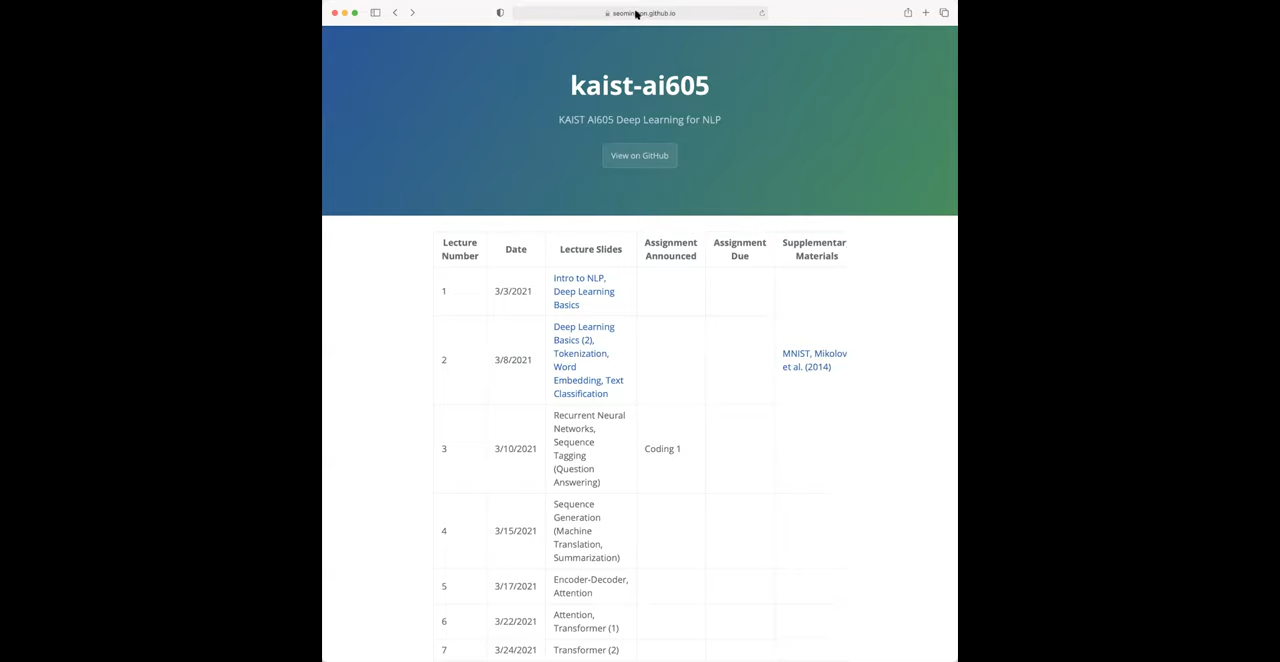 kaist-ai605
KAIST AI605 Deep Learning for NLP
View on GitHub
Lecture Number
Date
Lecture Slides
Assignment Announced
Assignment Due
Supplementar
Materials
1
3/3/2021
Intro to NLP,
Deep Learning
Basics
2
3/8/2021
Deep Learning
Basics (2),
Tokenization,
Word
Embedding, Text
Classification
MNIST, Mikolov
et al. (2014)
3
3/10/2021
Recurrent Neural
Networks,
Sequence
Tagging
(Question
Answering)
Coding 1
4
3/15/2021
Sequence
Generation
(Machine
Translation,
Summarization)
5
3/17/2021
Encoder-Decoder,
Attention
6
3/22/2021
Attention,
Transformer (1)
7
3/24/2021
Transformer (2)